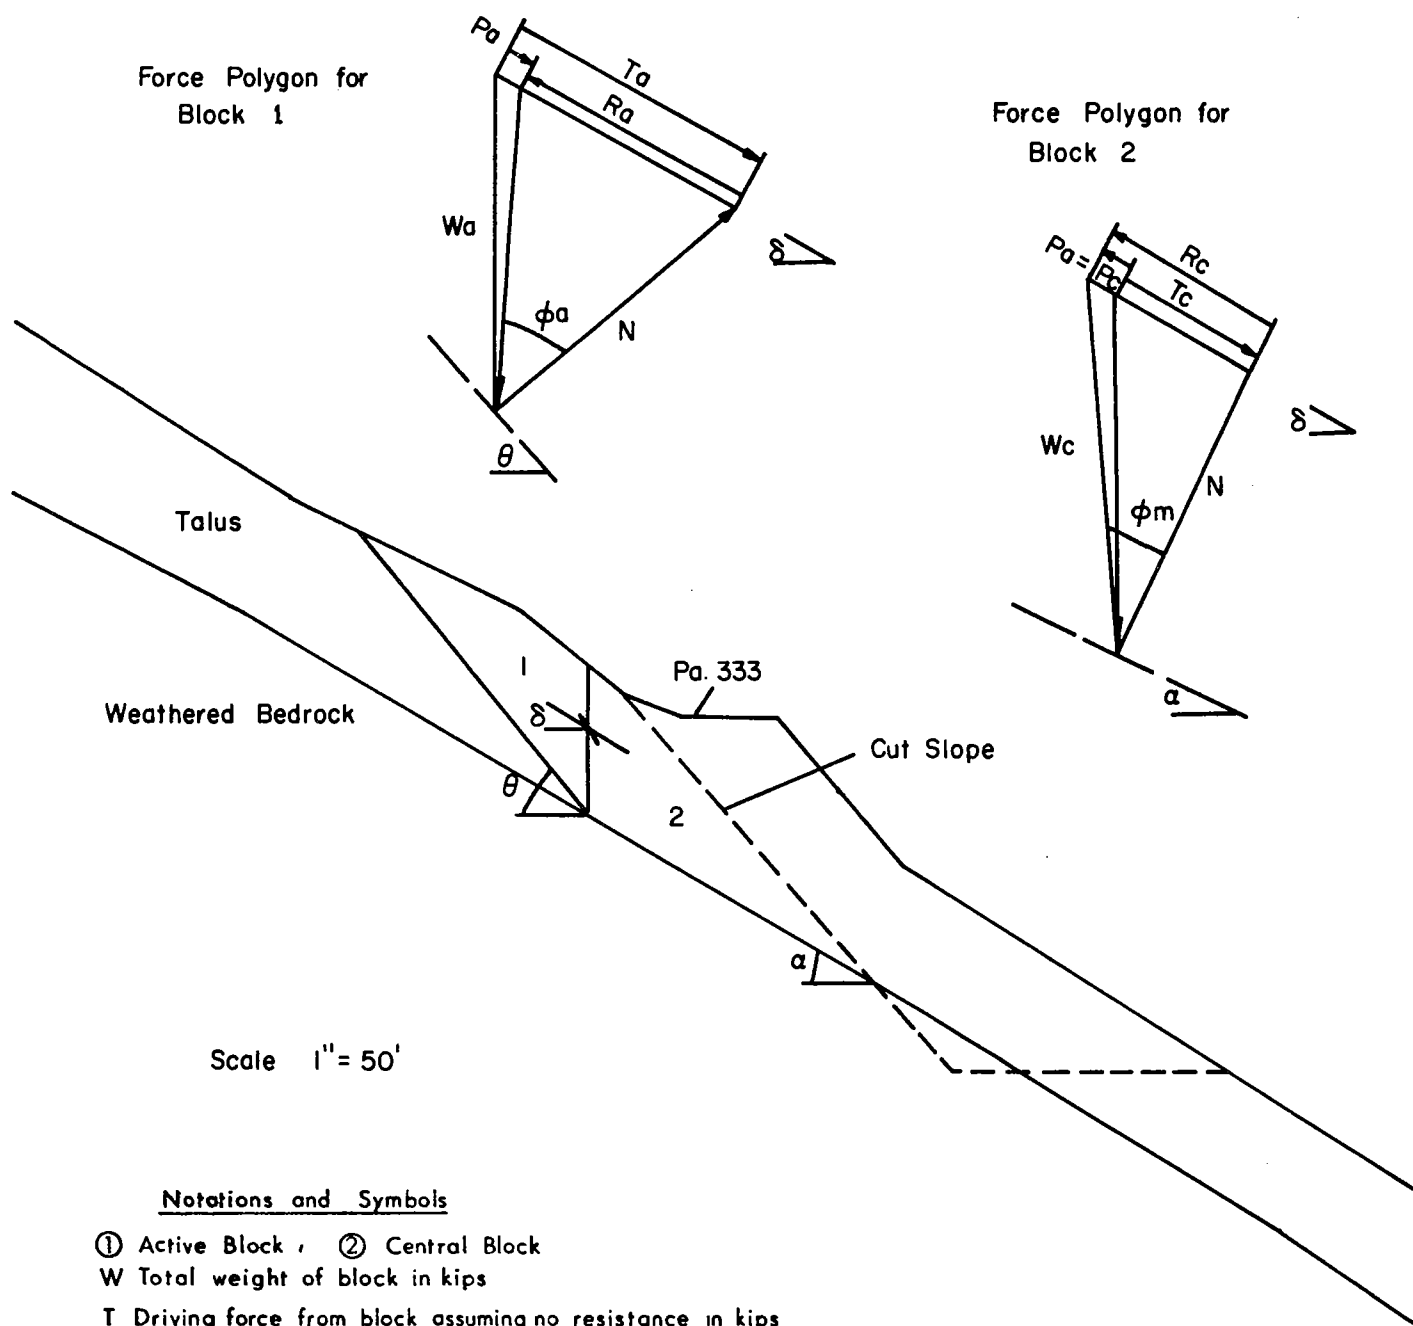 Force Polygon for
Block 1
Pa
Ta
Ra
Wa
ϕa
N
δ
θ
Force Polygon for
Block 2
Pa = Pc
Rc
Tc
Wc
ϕm
N
δ
α
Talus
Weathered Bedrock
1
δ
θ
2
Pa. 333
Cut Slope
α
Scale 1" = 50'
Notations and Symbols
① Active Block , ② Central Block
W Total weight of block in kips
T Driving force from block assuming no resistance in kips